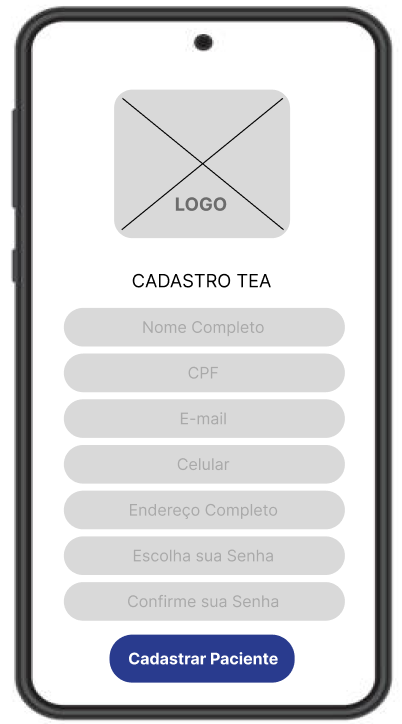 LOGO
CADASTRO TEA
Nome Completo
CPF
E-mail
Celular
Endereço Completo
Escolha sua Senha
Confirme sua Senha
Cadastrar Paciente